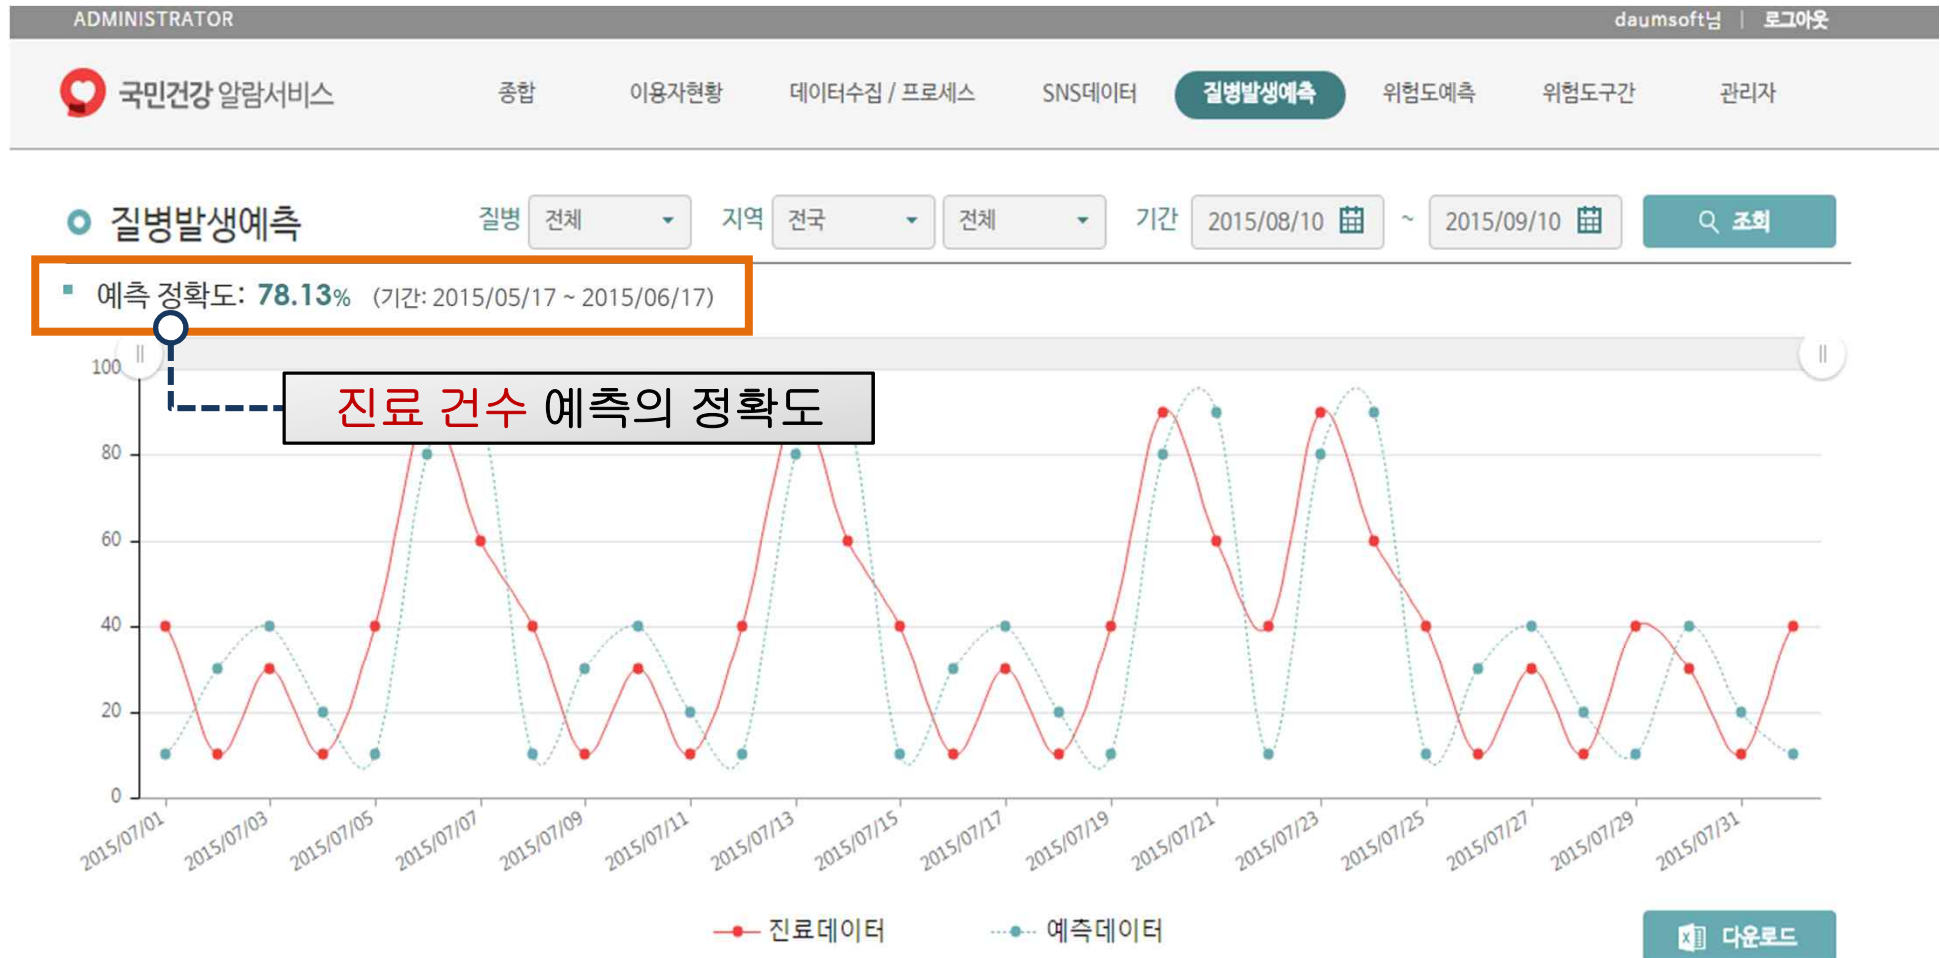 ADMINISTRATOR
daumsoft님 | 로그아웃
국민건강 알람서비스
종합 이용자현황 데이터수집 / 프로세스 SNS데이터 질병발생예측 위험도예측 위험도구간 관리자
질병발생예측 질병 전체 지역 전국 전체 기간 2015/08/10 ~ 2015/09/10 조회
예측 정확도: 78.13% (기간: 2015/05/17 ~ 2015/06/17)
진료 건수 예측의 정확도
100
80
60
40
20
0
2015/07/01 2015/07/03 2015/07/05 2015/07/07 2015/07/09 2015/07/11 2015/07/13 2015/07/15 2015/07/17 2015/07/19 2015/07/21 2015/07/23 2015/07/25 2015/07/27 2015/07/29 2015/07/31
진료데이터 예측데이터
다운로드